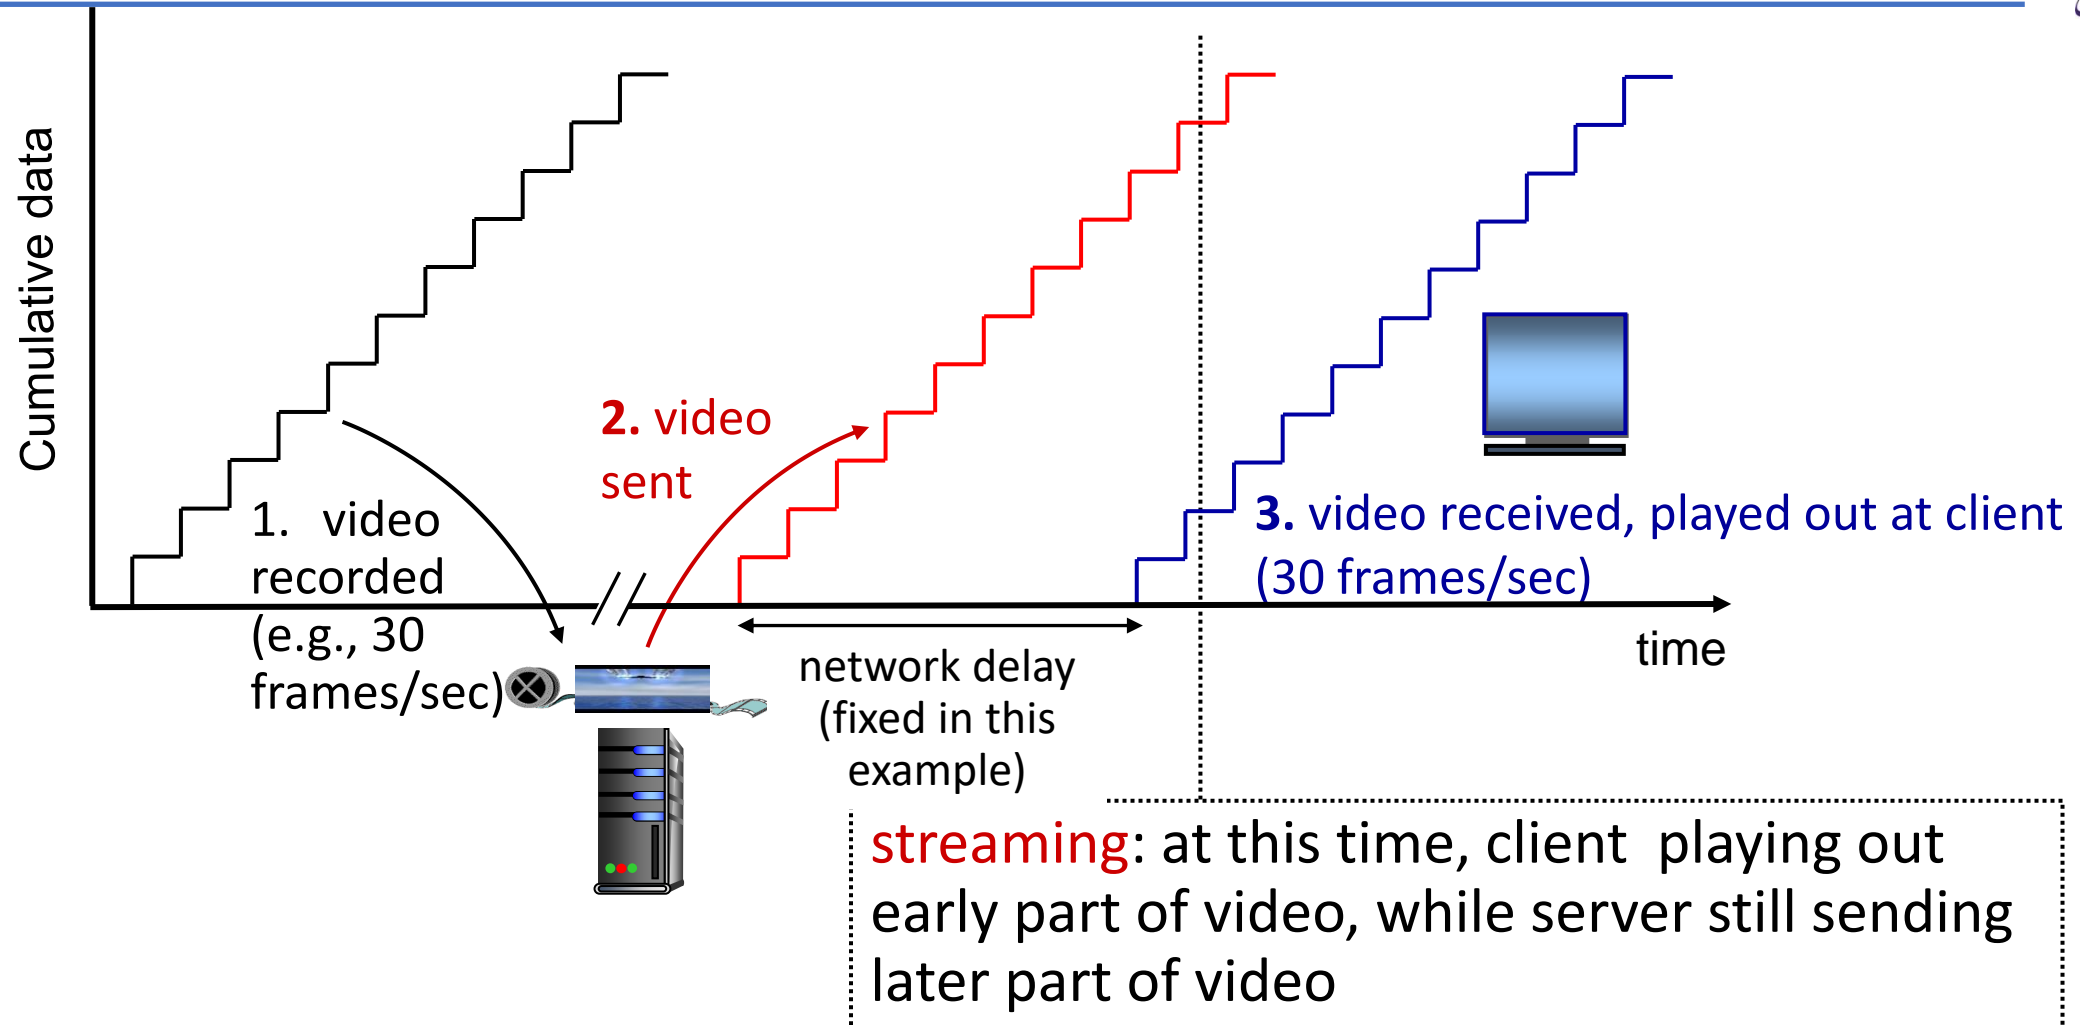 Cumulative data
1. video
recorded
(e.g., 30
frames/sec)
2. video
sent
3. video received, played out at client
(30 frames/sec)
time
network delay
(fixed in this
example)
streaming: at this time, client playing out
early part of video, while server still sending
later part of video